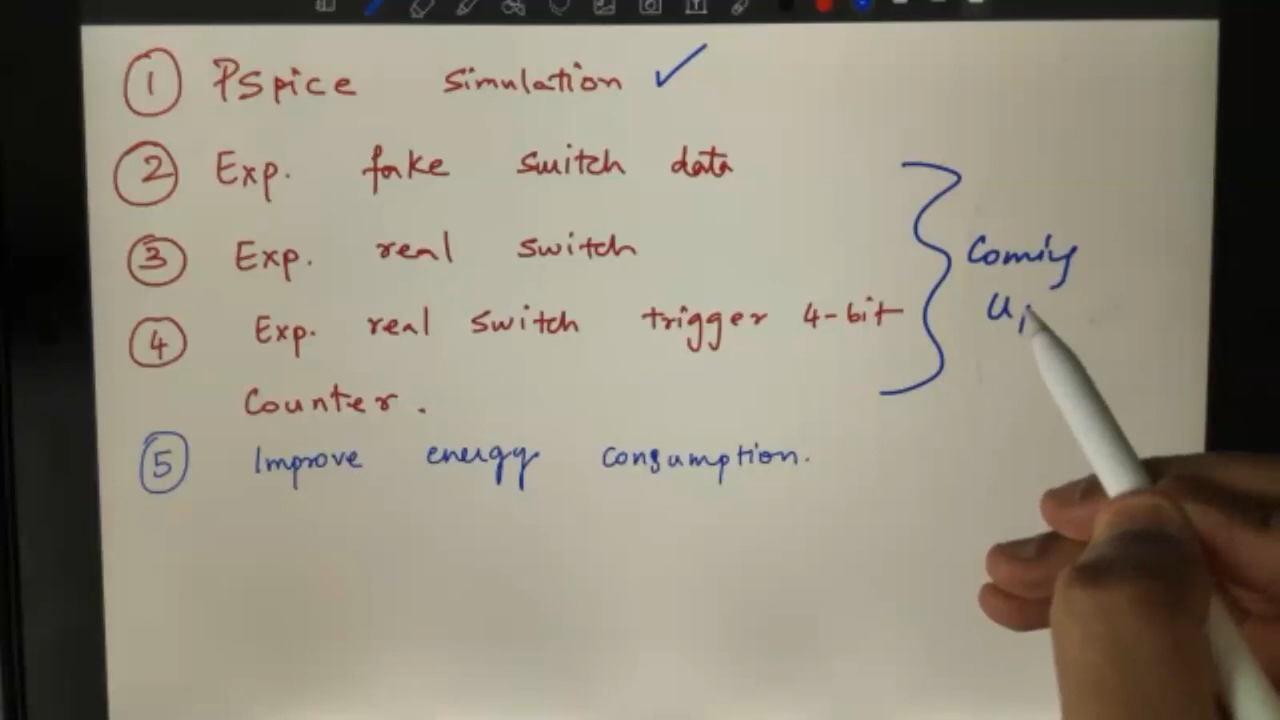 1 PSpice simulation ✓
2 Exp. fake switch data
3 Exp. real switch
4 Exp. real switch trigger 4-bit
Counter.
5 Improve energy consumption.
Coming